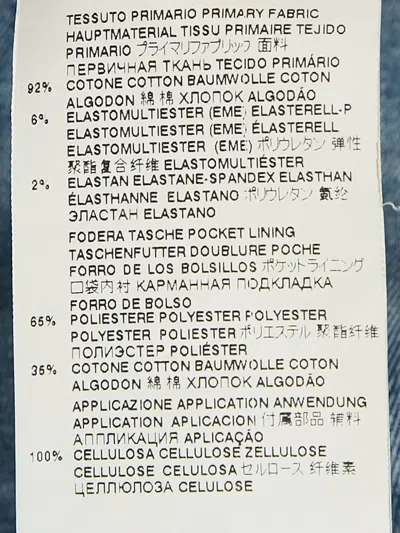 TESSUTO PRIMARIO PRIMARY FABRIC
HAUPTMATERIAL TISSU PRIMAIRE TEJIDO
PRIMARIO プライマリファブリック 面料
ПЕРВИЧНАЯ ТКАНЬ TECIDO PRIMÁRIO
92% COTONE COTTON BAUMWOLLE COTON
ALGODON 綿 棉 ХЛОПОК ALGODÃO
6% ELASTOMULTIESTER (EME) ELASTERELL-P
ELASTOMULTIESTER (EME) ÉLASTERELL
ELASTOMULTIESTER (EME) ポリウレタン 弹性
聚酯复合纤维 ELASTOMULTIÉSTER
2% ELASTAN ELASTANE-SPANDEX ELASTHAN
ÉLASTHANNE ELASTANO ポリウレタン 氨纶
ЭЛАСТАН ELASTANO
FODERA TASCHE POCKET LINING
TASCHENFUTTER DOUBLURE POCHE
FORRO DE LOS BOLSILLOS ポケットライニング
口袋内衬 КАРМАННАЯ ПОДКЛАДКА
FORRO DE BOLSO
65% POLIESTERE POLYESTER POLYESTER
POLYESTER POLIESTER ポリエステル 聚酯纤维
ПОЛИЭСТЕР POLIÉSTER
35% COTONE COTTON BAUMWOLLE COTON
ALGODON 綿 棉 ХЛОПОК ALGODÃO
APPLICAZIONE APPLICATION ANWENDUNG
APPLICATION APLICACION 付属部品 辅料
АППЛИКАЦИЯ APLICAÇÃO
100% CELLULOSA CELLULOSE ZELLULOSE
CELLULOSE CELULOSA セルロース 纤维素
ЦЕЛЛЮЛОЗА CELULOSE